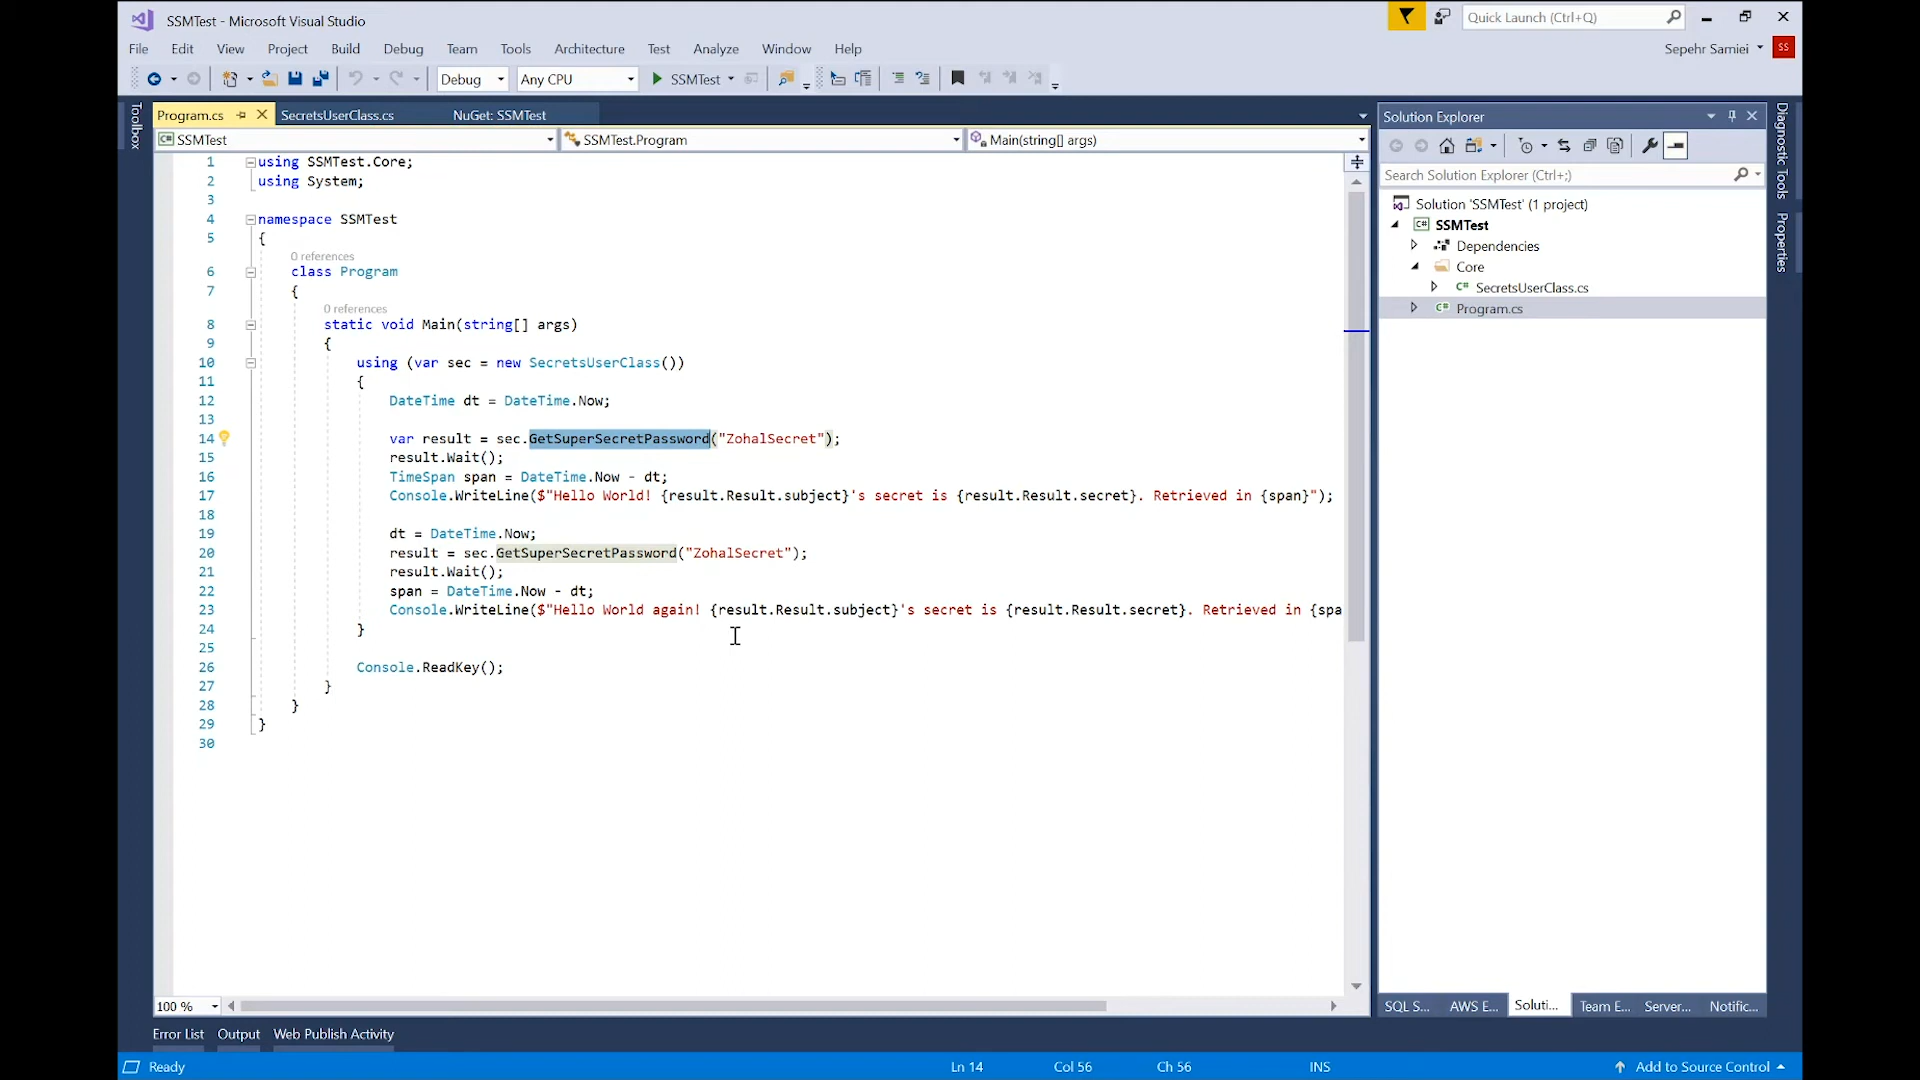 SSMTest - Microsoft Visual Studio
Quick Launch (Ctrl+Q)
File Edit View Project Build Debug Team Tools Architecture Test Analyze Window Help
Sepehr Samiei SS
Debug Any CPU SSMTest
Toolbox
Program.cs SecretsUserClass.cs NuGet: SSMTest
SSMTest SSMTest.Program Main(string[] args)
1 using SSMTest.Core;
2 using System;
3
4 namespace SSMTest
5 {
0 references
6 class Program
7 {
0 references
8 static void Main(string[] args)
9 {
10 using (var sec = new SecretsUserClass())
11 {
12 DateTime dt = DateTime.Now;
13
14 var result = sec.GetSuperSecretPassword("ZohalSecret");
15 result.Wait();
16 TimeSpan span = DateTime.Now - dt;
17 Console.WriteLine($"Hello World! {result.Result.subject}'s secret is {result.Result.secret}. Retrieved in {span}");
18
19 dt = DateTime.Now;
20 result = sec.GetSuperSecretPassword("ZohalSecret");
21 result.Wait();
22 span = DateTime.Now - dt;
23 Console.WriteLine($"Hello World again! {result.Result.subject}'s secret is {result.Result.secret}. Retrieved in {spa
24 }
25
26 Console.ReadKey();
27 }
28 }
29 }
30
100 %
Solution Explorer
Search Solution Explorer (Ctrl+;)
Solution 'SSMTest' (1 project)
C# SSMTest
Dependencies
Core
C# SecretsUserClass.cs
C# Program.cs
SQL S... AWS E... Soluti... Team E... Server... Notific...
Diagnostic Tools
Properties
Error List Output Web Publish Activity
Ready Ln 14 Col 56 Ch 56 INS Add to Source Control